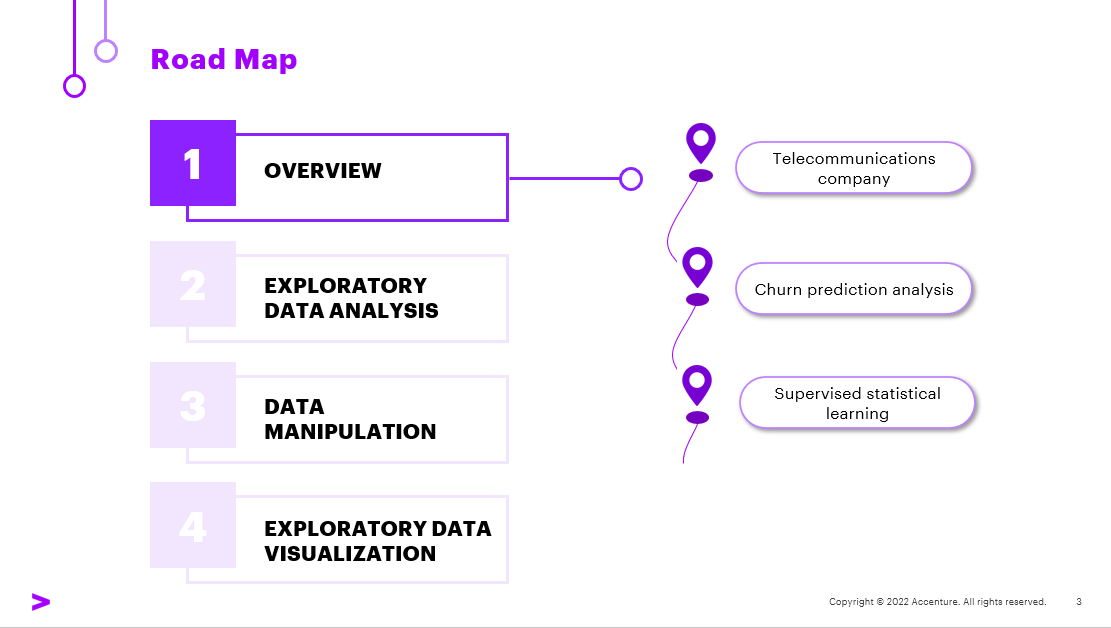 Road Map
1
OVERVIEW
2
EXPLORATORY
DATA ANALYSIS
3
DATA
MANIPULATION
4
EXPLORATORY DATA
VISUALIZATION
Telecommunications
company
Churn prediction analysis
Supervised statistical
learning
Copyright © 2022 Accenture. All rights reserved.
3